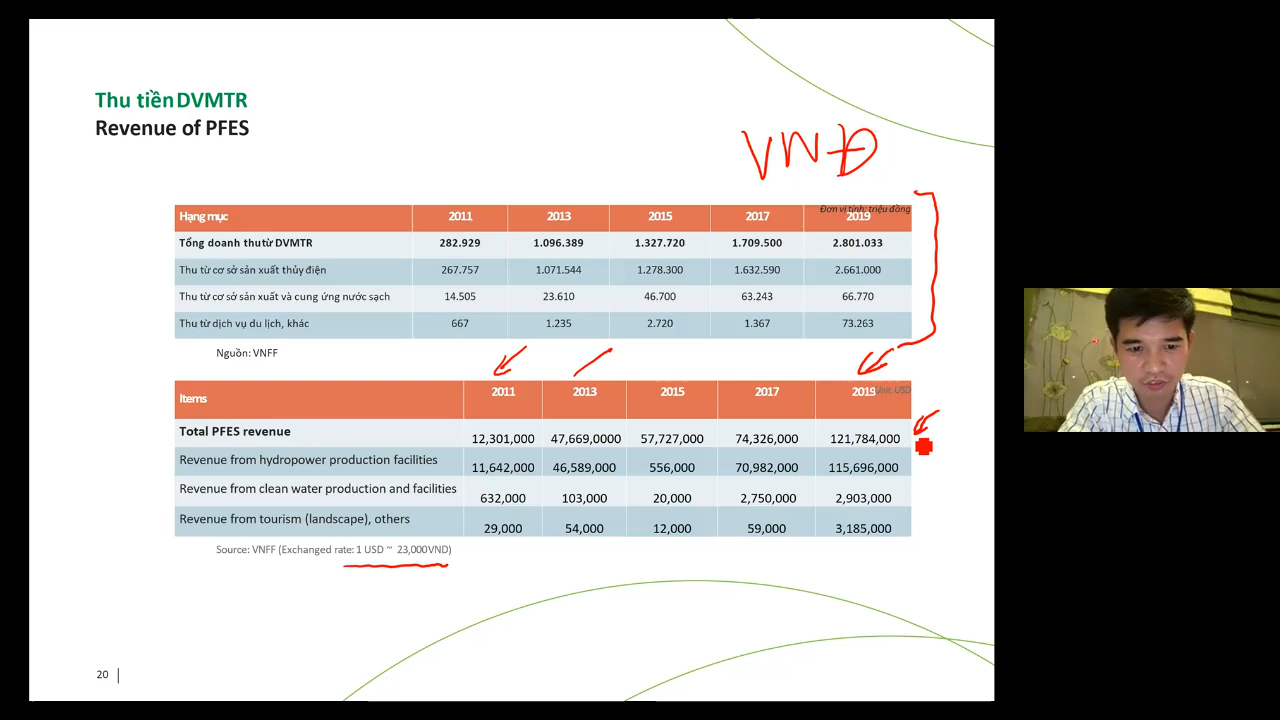 Thu tiền DVMTR
Revenue of PFES
VNĐ
Đơn vị tính: triệu đồng
Hạng mục 2011 2013 2015 2017 2019
Tổng doanh thutừ DVMTR 282.929 1.096.389 1.327.720 1.709.500 2.801.033
Thu từ cơ sở sản xuất thủy điện 267.757 1.071.544 1.278.300 1.632.590 2.661.000
Thu từ cơ sở sản xuất và cung ứng nước sạch 14.505 23.610 46.700 63.243 66.770
Thu từ dịch vụ du lịch, khác 667 1.235 2.720 1.367 73.263
Nguồn: VNFF
Unit: USD
Items 2011 2013 2015 2017 2019
Total PFES revenue 12,301,000 47,669,0000 57,727,000 74,326,000 121,784,000
Revenue from hydropower production facilities 11,642,000 46,589,000 556,000 70,982,000 115,696,000
Revenue from clean water production and facilities 632,000 103,000 20,000 2,750,000 2,903,000
Revenue from tourism (landscape), others 29,000 54,000 12,000 59,000 3,185,000
Source: VNFF (Exchanged rate: 1 USD ~ 23,000VND)
20